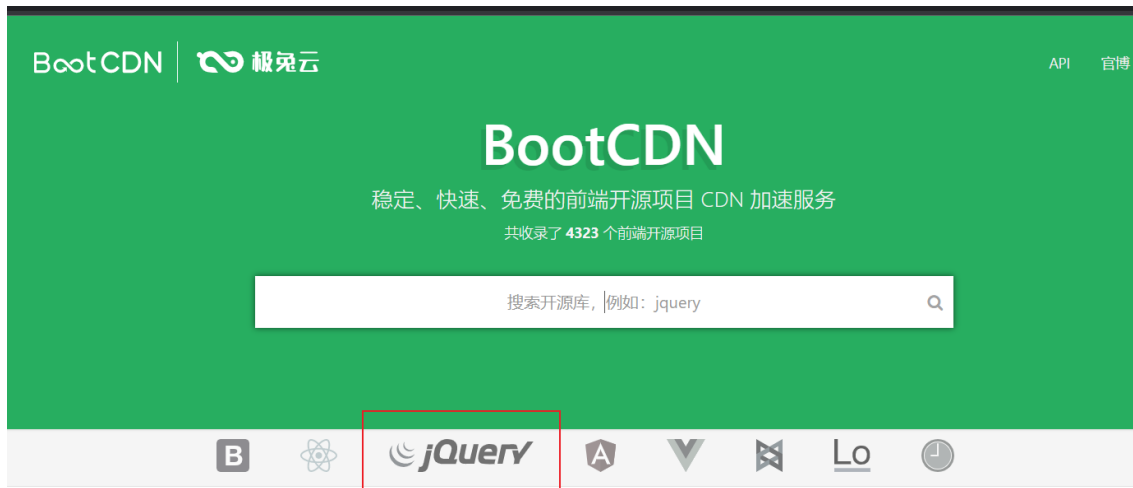 BootCDN 极兔云
API 官博
BootCDN
稳定、快速、免费的前端开源项目 CDN 加速服务
共收录了 4323 个前端开源项目
搜索开源库，例如：jquery
B jQuery A Lo